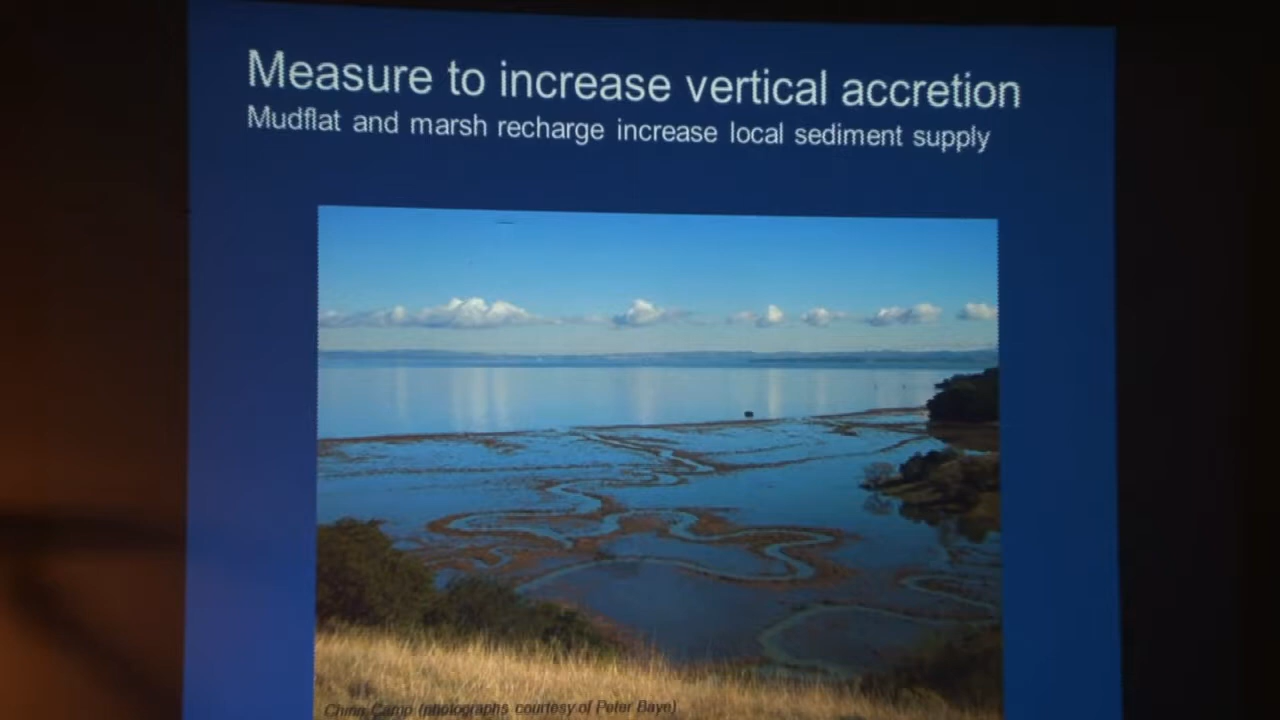 Measure to increase vertical accretion
Mudflat and marsh recharge increase local sediment supply
China Camp (photographs courtesy of Peter Baye)